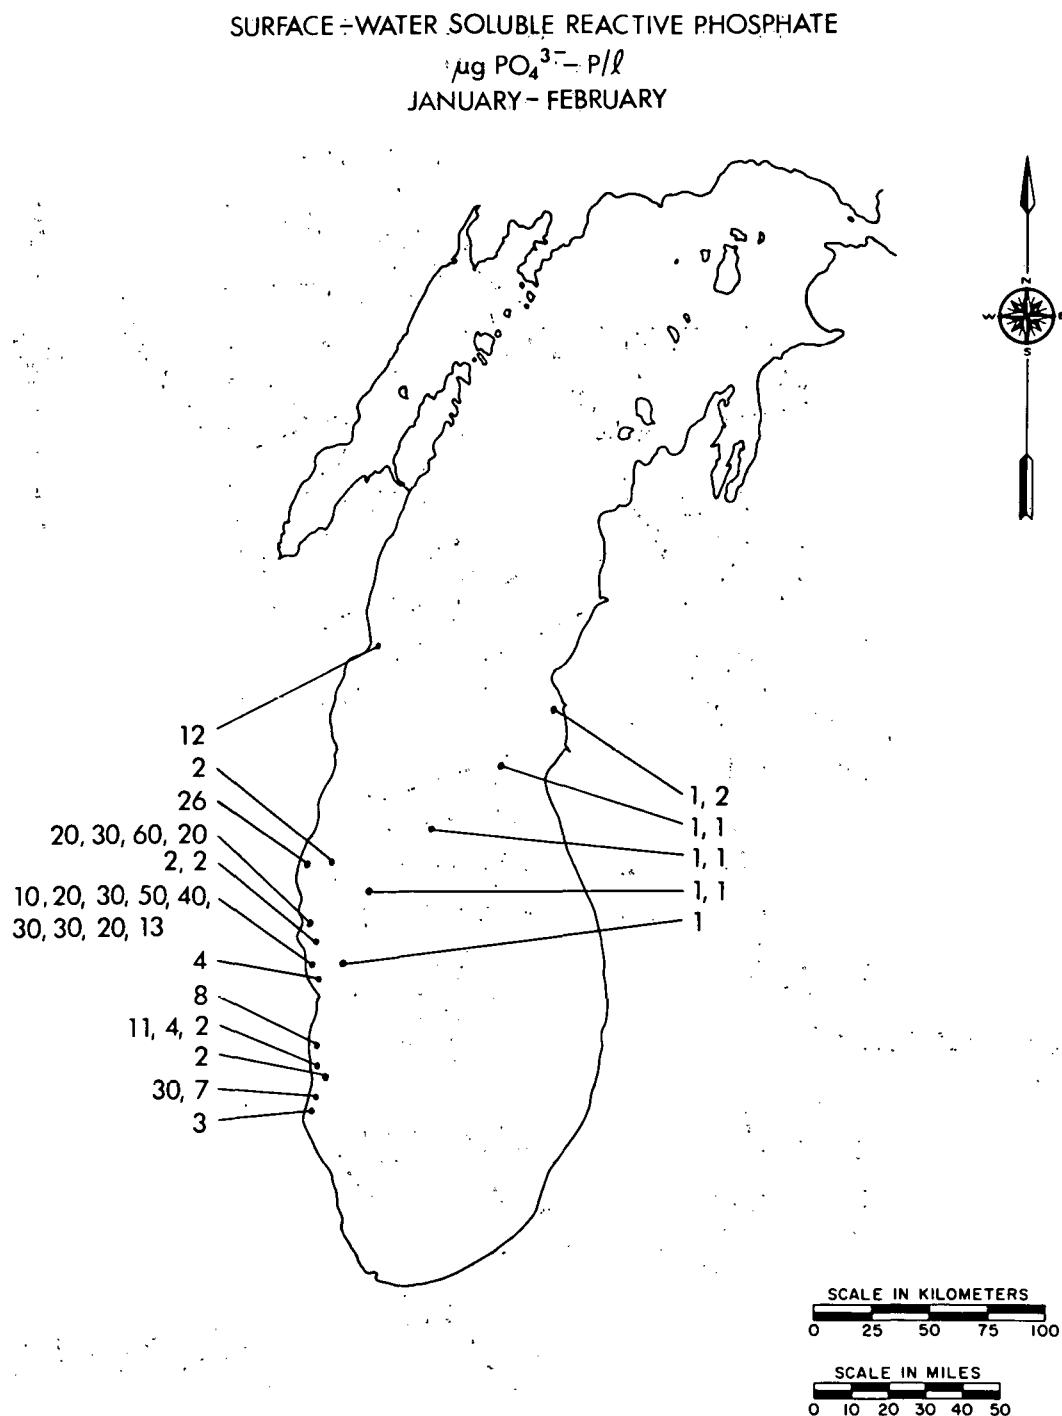 SURFACE-WATER SOLUBLE REACTIVE PHOSPHATE
µg PO₄³⁻ – P/ℓ
JANUARY – FEBRUARY
N
W
S
12
2
26
20, 30, 60, 20
2, 2
10, 20, 30, 50, 40,
30, 30, 20, 13
4
8
11, 4, 2
2
30, 7
3
1, 2
1, 1
1, 1
1, 1
1
SCALE IN KILOMETERS
0 25 50 75 100
SCALE IN MILES
0 10 20 30 40 50